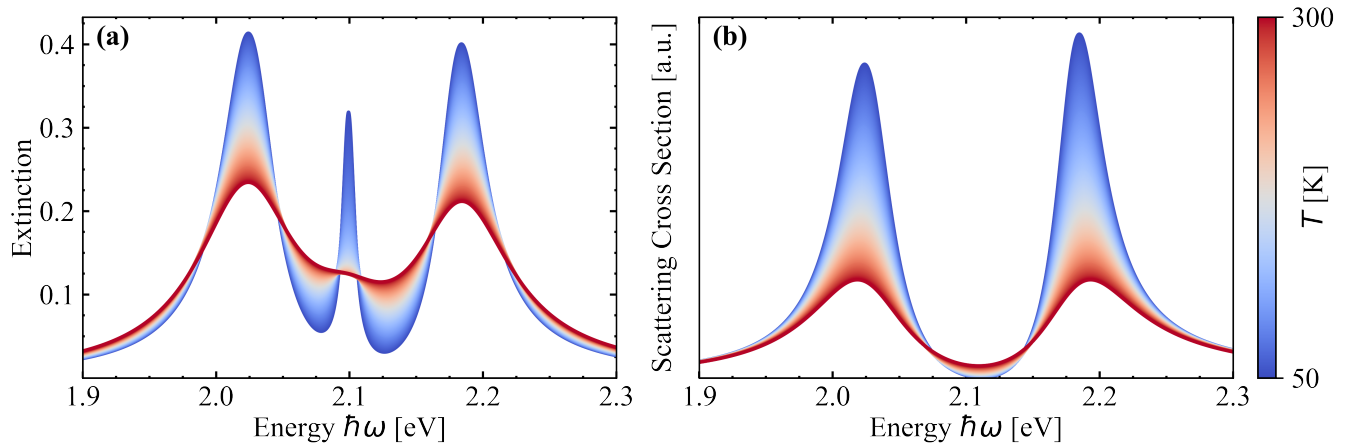 (a)
Extinction
0.4
0.3
0.2
0.1
1.9 2.0 2.1 2.2 2.3
Energy ħω [eV]
(b)
Scattering Cross Section [a.u.]
1.9 2.0 2.1 2.2 2.3
Energy ħω [eV]
300
T [K]
50